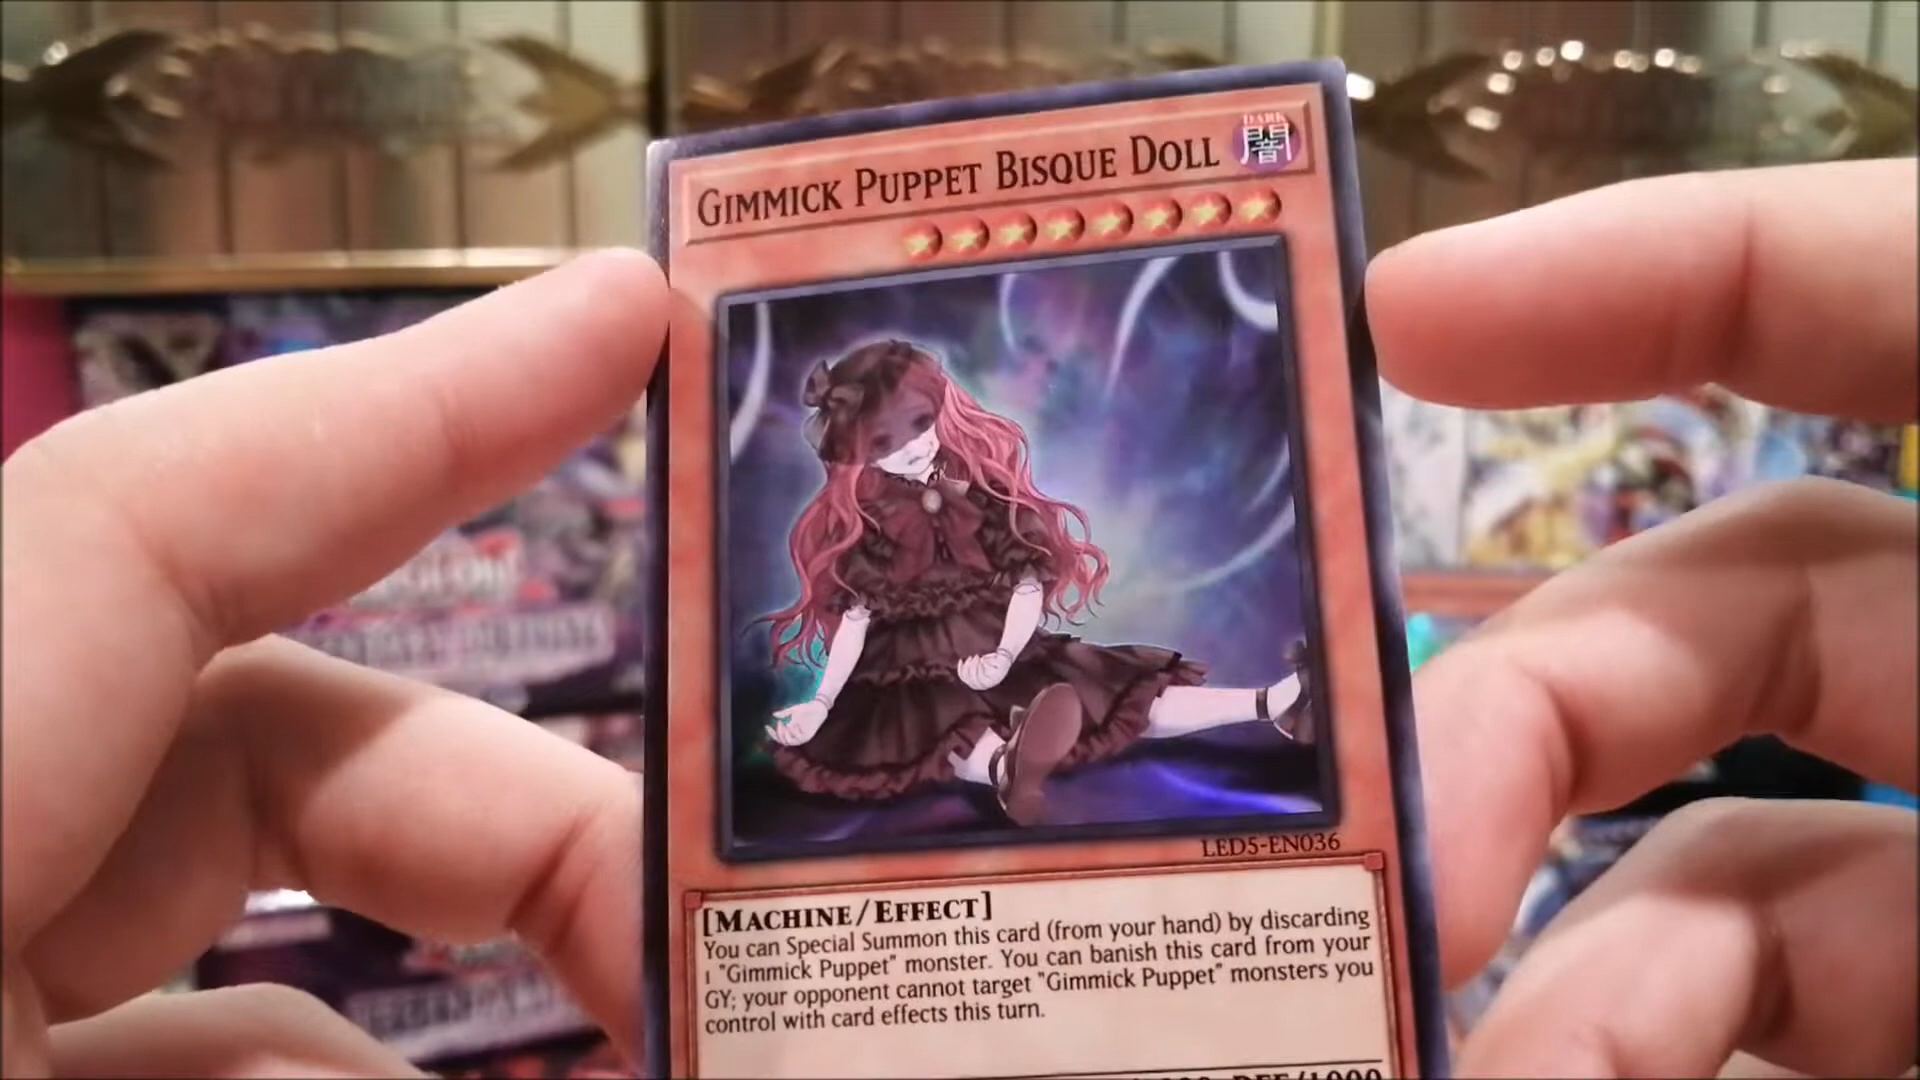 GIMMICK PUPPET BISQUE DOLL
DARK
闇
LED5-EN036
[MACHINE/EFFECT]
You can Special Summon this card (from your hand) by discarding
1 "Gimmick Puppet" monster. You can banish this card from your
GY; your opponent cannot target "Gimmick Puppet" monsters you
control with card effects this turn.
DEF/1000